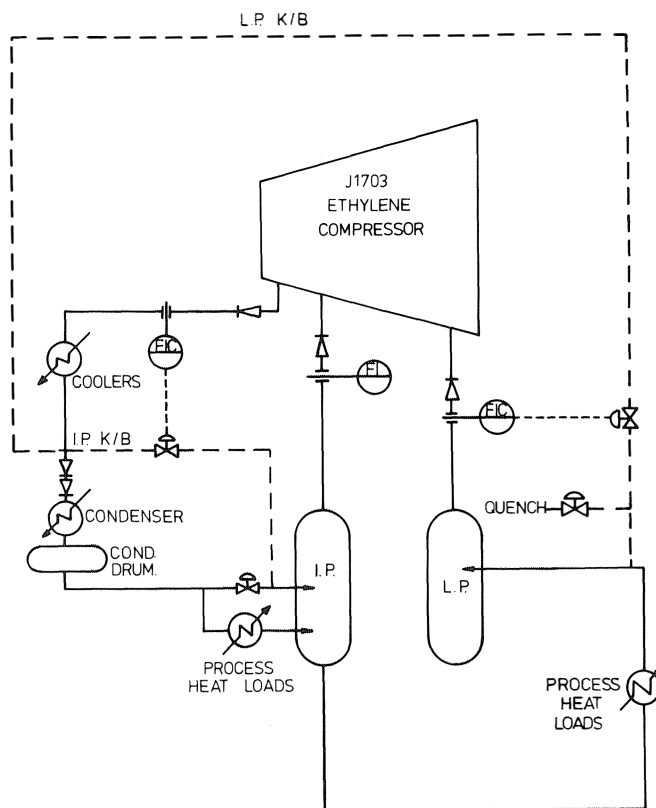 L.P. K/B
J1703
ETHYLENE
COMPRESSOR
FIC
FI
COOLERS
FIC
I.P. K/B
QUENCH
CONDENSER
COND.
DRUM.
I.P.
L.P.
PROCESS
HEAT LOADS
PROCESS
HEAT
LOADS